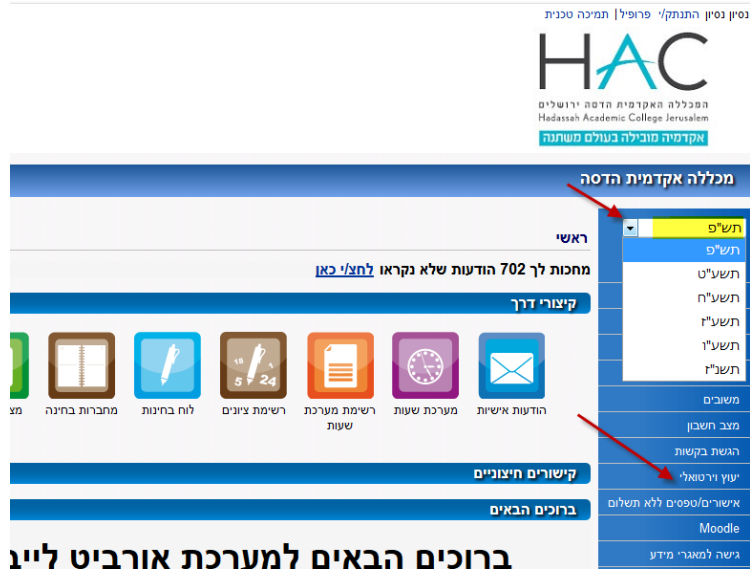 נסיון נסיון התנתק/י פרופיל | תמיכה טכנית
HAC
המכללה האקדמית הדסה ירושלים
Hadassah Academic College Jerusalem
אקדמיה מובילה בעולם משתנה
מכללה אקדמית הדסה
תש"פ
תש"פ
תשע"ט
תשע"ח
תשע"ז
תשע"ו
תשנ"ז
משובים
מצב חשבון
הגשת בקשות
יעוץ וירטואלי
אישורים/טפסים ללא תשלום
Moodle
גישה למאגרי מידע
ראשי
מחכות לך 702 הודעות שלא נקראו לחצ/י כאן
קיצורי דרך
הודעות אישיות
מערכת שעות
רשימת מערכת
שעות
רשימת ציונים
לוח בחינות
מחברות בחינה
מצ
קישורים חיצוניים
ברוכים הבאים
ברוכים הבאים למערכת אורביט לייב